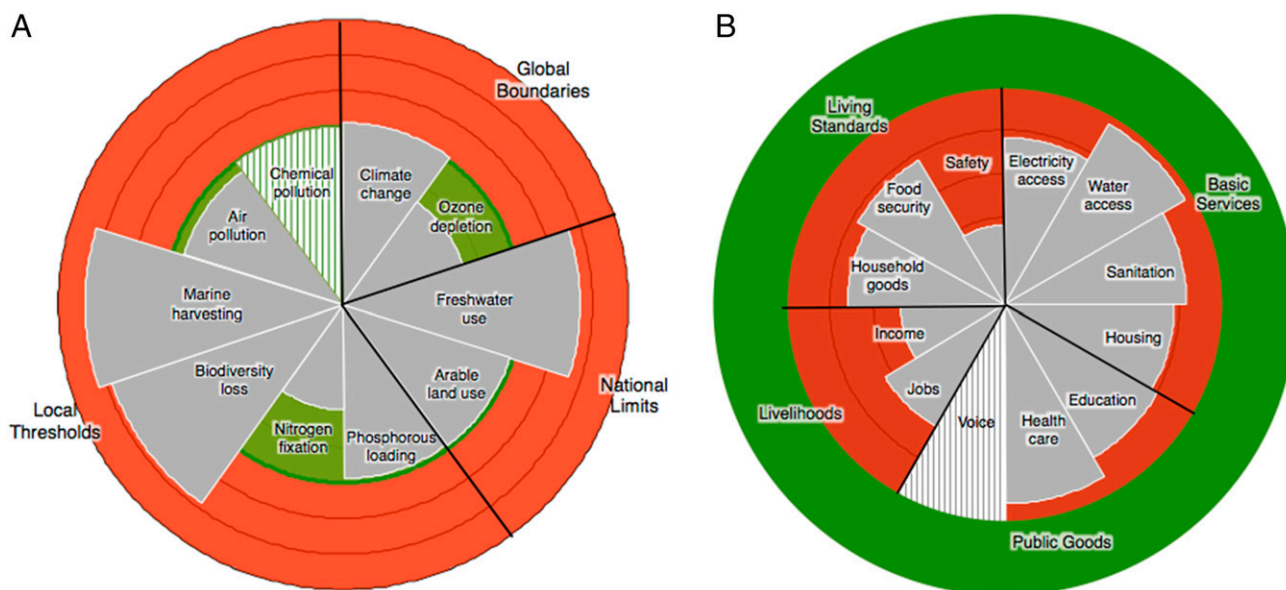 A
Global
Boundaries
Chemical
pollution
Climate
change
Ozone
depletion
Air
pollution
Freshwater
use
Marine
harvesting
Arable
land use
Biodiversity
loss
National
Limits
Local
Thresholds
Nitrogen
fixation
Phosphorous
loading
B
Living
Standards
Safety
Electricity
access
Water
access
Basic
Services
Food
security
Sanitation
Household
goods
Income
Housing
Jobs
Education
Livelihoods
Voice
Health
care
Public Goods